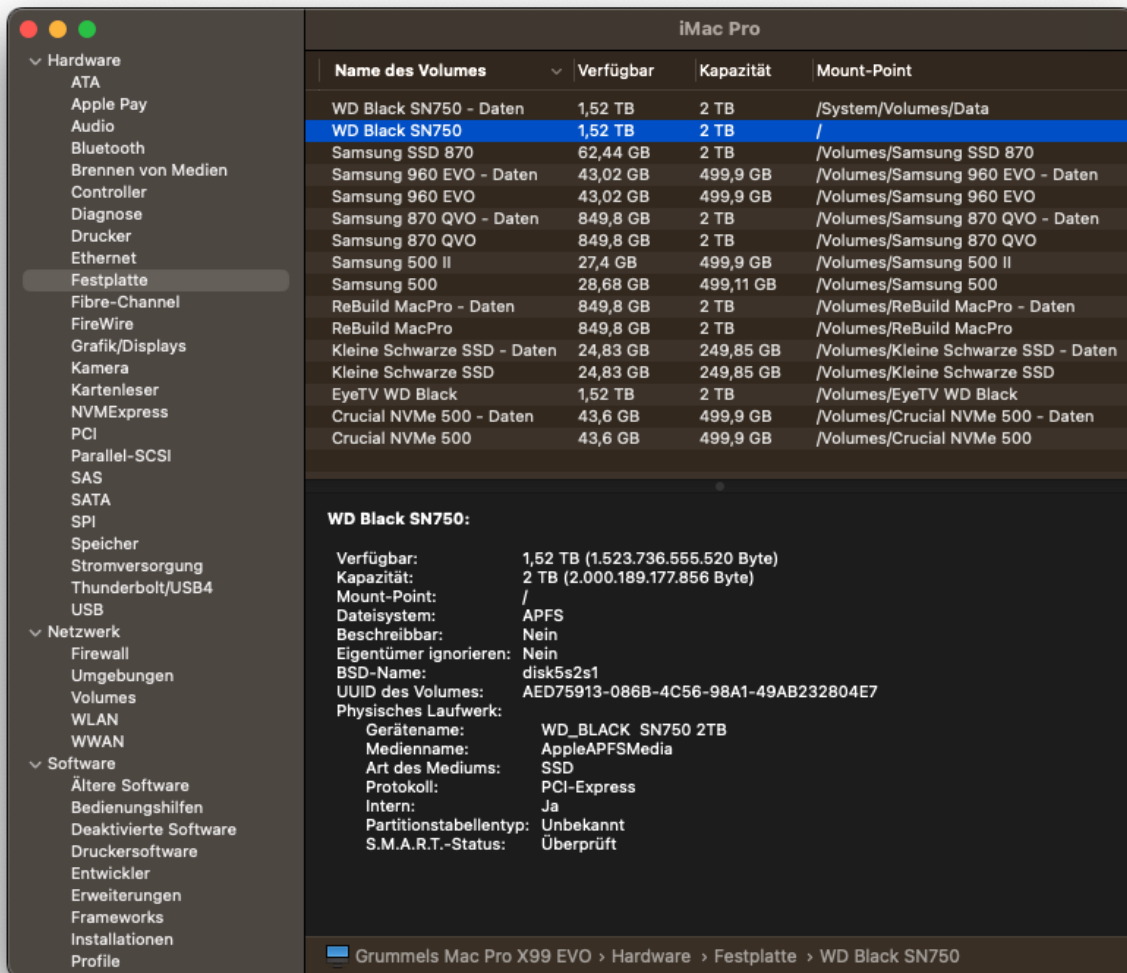 iMac Pro
Hardware
ATA
Apple Pay
Audio
Bluetooth
Brennen von Medien
Controller
Diagnose
Drucker
Ethernet
Festplatte
Fibre-Channel
FireWire
Grafik/Displays
Kamera
Kartenleser
NVMExpress
PCI
Parallel-SCSI
SAS
SATA
SPI
Speicher
Stromversorgung
Thunderbolt/USB4
USB
Netzwerk
Firewall
Umgebungen
Volumes
WLAN
WWAN
Software
Ältere Software
Bedienungshilfen
Deaktivierte Software
Druckersoftware
Entwickler
Erweiterungen
Frameworks
Installationen
Profile
Name des Volumes Verfügbar Kapazität Mount-Point
WD Black SN750 - Daten 1,52 TB 2 TB /System/Volumes/Data
WD Black SN750 1,52 TB 2 TB /
Samsung SSD 870 62,44 GB 2 TB /Volumes/Samsung SSD 870
Samsung 960 EVO - Daten 43,02 GB 499,9 GB /Volumes/Samsung 960 EVO - Daten
Samsung 960 EVO 43,02 GB 499,9 GB /Volumes/Samsung 960 EVO
Samsung 870 QVO - Daten 849,8 GB 2 TB /Volumes/Samsung 870 QVO - Daten
Samsung 870 QVO 849,8 GB 2 TB /Volumes/Samsung 870 QVO
Samsung 500 II 27,4 GB 499,9 GB /Volumes/Samsung 500 II
Samsung 500 28,68 GB 499,11 GB /Volumes/Samsung 500
ReBuild MacPro - Daten 849,8 GB 2 TB /Volumes/ReBuild MacPro - Daten
ReBuild MacPro 849,8 GB 2 TB /Volumes/ReBuild MacPro
Kleine Schwarze SSD - Daten 24,83 GB 249,85 GB /Volumes/Kleine Schwarze SSD - Daten
Kleine Schwarze SSD 24,83 GB 249,85 GB /Volumes/Kleine Schwarze SSD
EyeTV WD Black 1,52 TB 2 TB /Volumes/EyeTV WD Black
Crucial NVMe 500 - Daten 43,6 GB 499,9 GB /Volumes/Crucial NVMe 500 - Daten
Crucial NVMe 500 43,6 GB 499,9 GB /Volumes/Crucial NVMe 500
WD Black SN750:
Verfügbar: 1,52 TB (1.523.736.555.520 Byte)
Kapazität: 2 TB (2.000.189.177.856 Byte)
Mount-Point: /
Dateisystem: APFS
Beschreibbar: Nein
Eigentümer ignorieren: Nein
BSD-Name: disk5s2s1
UUID des Volumes: AED75913-086B-4C56-98A1-49AB232804E7
Physisches Laufwerk:
Gerätename: WD_BLACK SN750 2TB
Medienname: AppleAPFSMedia
Art des Mediums: SSD
Protokoll: PCI-Express
Intern: Ja
Partitionstabellentyp: Unbekannt
S.M.A.R.T.-Status: Überprüft
Grummels Mac Pro X99 EVO › Hardware › Festplatte › WD Black SN750